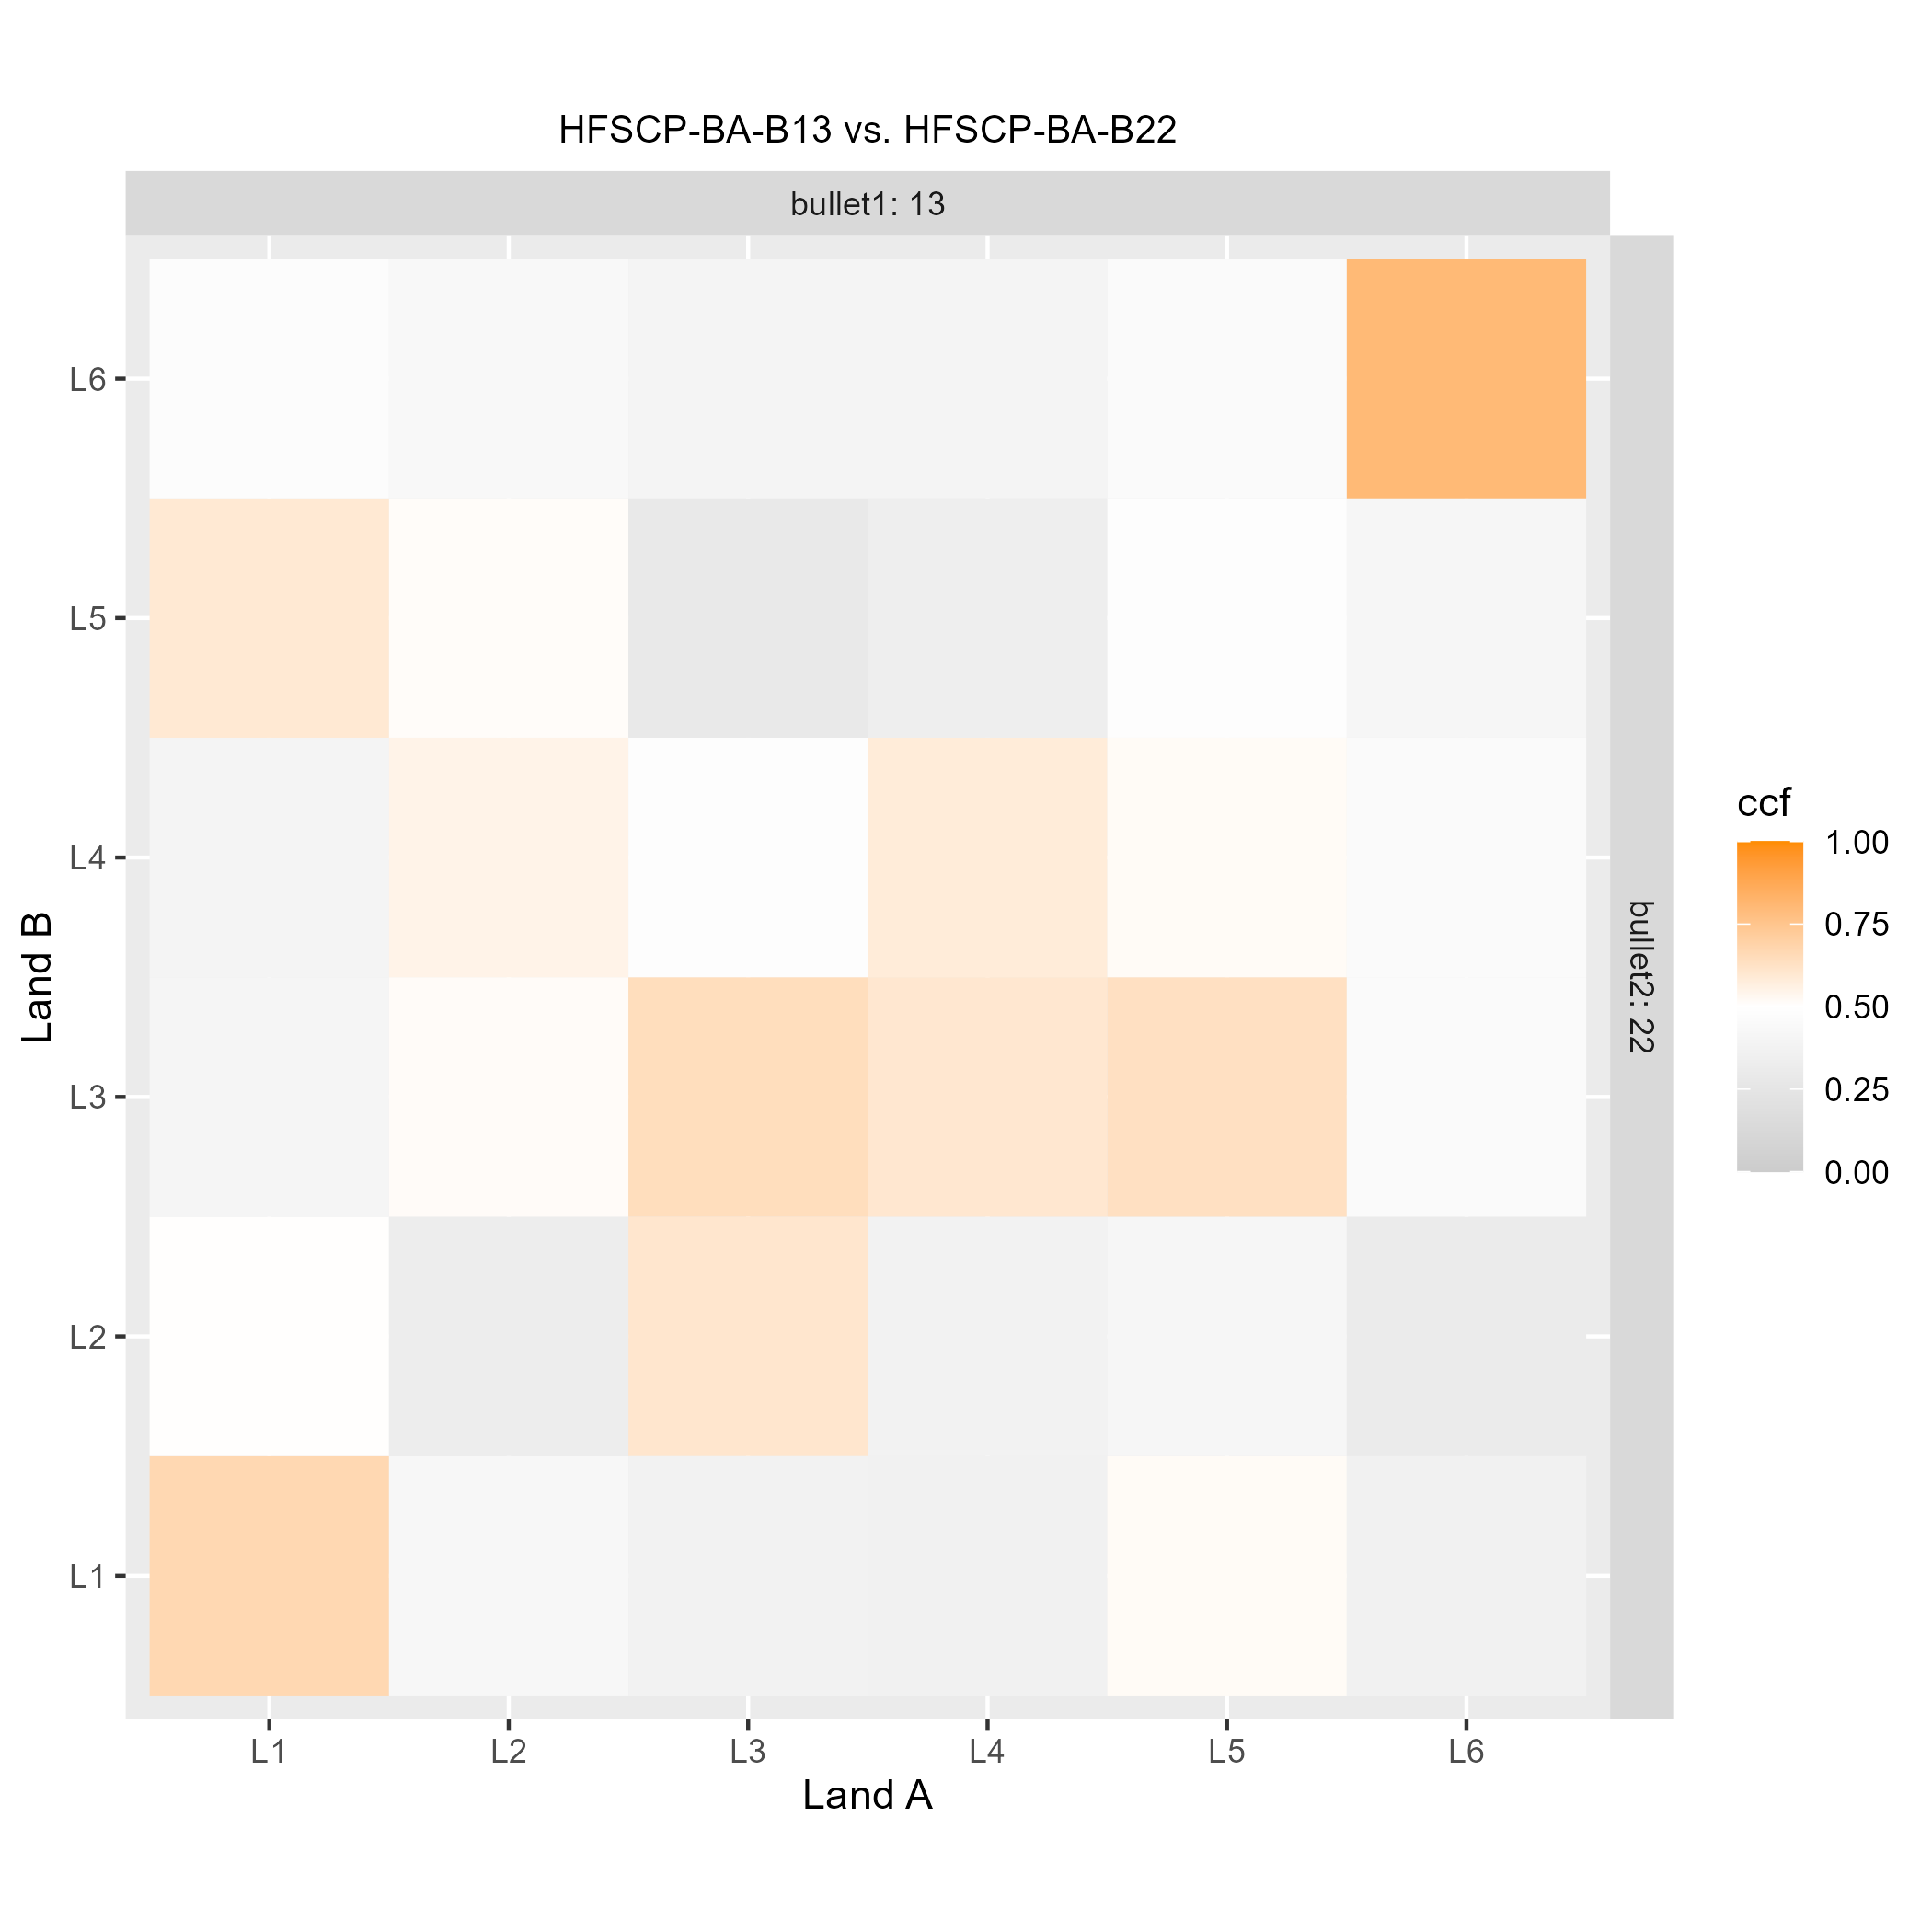 HFSCP-BA-B13 vs. HFSCP-BA-B22
bullet1: 13
L6
L5
L4
L3
L2
L1
Land B
bullet2: 22
L1 L2 L3 L4 L5 L6
Land A
ccf
1.00
0.75
0.50
0.25
0.00